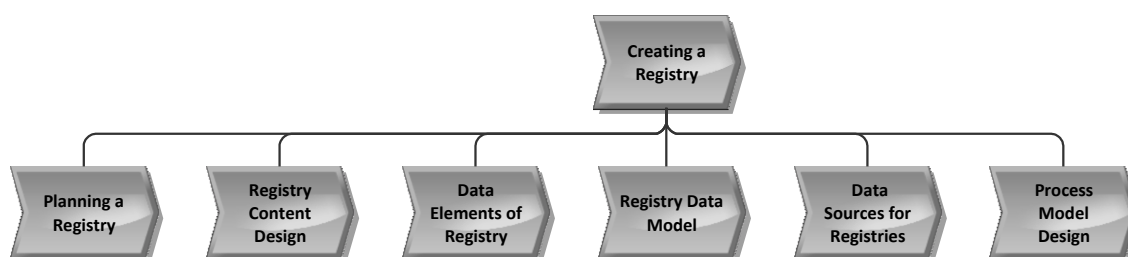 Creating a
Registry
Planning a
Registry
Registry
Content
Design
Data
Elements of
Registry
Registry Data
Model
Data
Sources for
Registries
Process
Model
Design